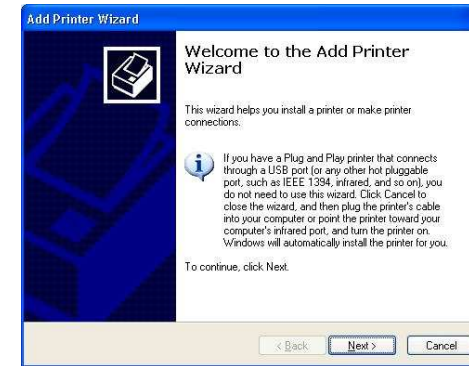 Add Printer Wizard
Welcome to the Add Printer
Wizard
This wizard helps you install a printer or make printer
connections.
If you have a Plug and Play printer that connects
through a USB port (or any other hot pluggable
port, such as IEEE 1394, infrared, and so on), you
do not need to use this wizard. Click Cancel to
close the wizard, and then plug the printer's cable
into your computer or point the printer toward your
computer's infrared port, and turn the printer on.
Windows will automatically install the printer for you.
To continue, click Next.
< Back Next > Cancel